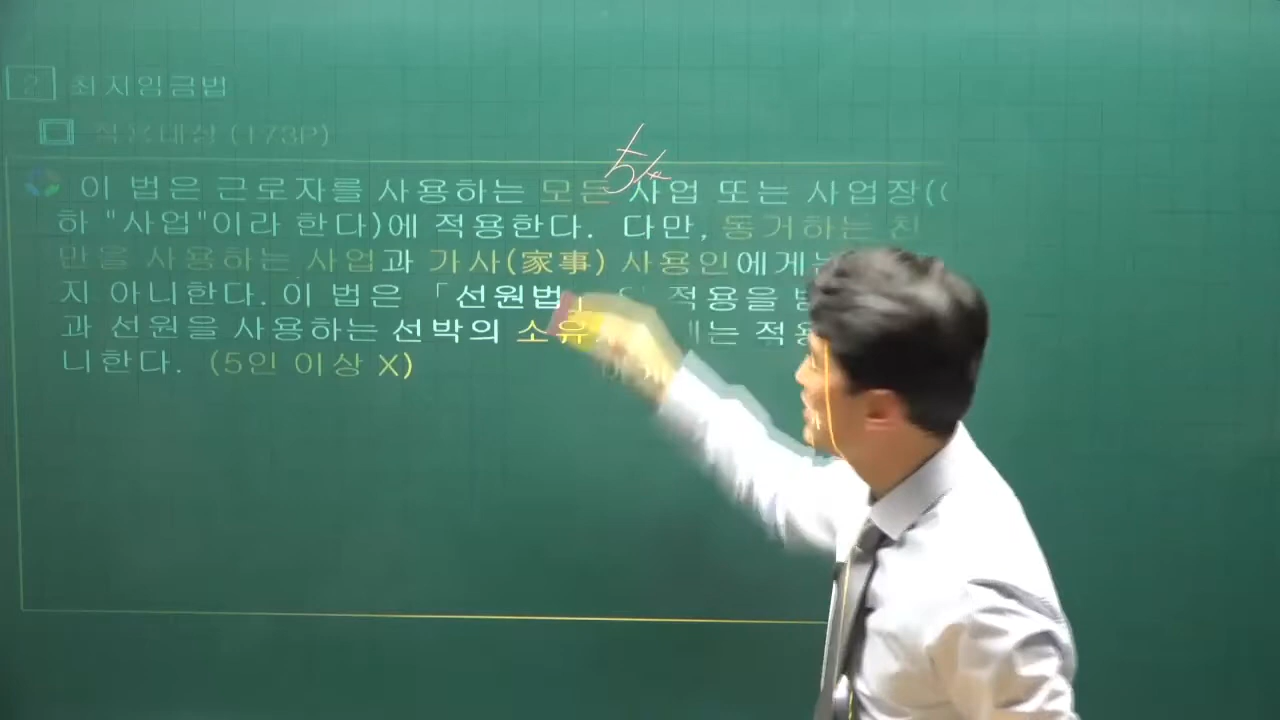 2 최저임금법
적용대상 (173P)
5人
이 법은 근로자를 사용하는 모든 사업 또는 사업장((
하 "사업"이라 한다)에 적용한다. 다만, 동거하는 친
만을 사용하는 사업과 가사(家事) 사용인에게는
지 아니한다. 이 법은 「선원법」 의 적용을
과 선원을 사용하는 선박의 소유 에는 적용
니한다. (5인 이상 X)